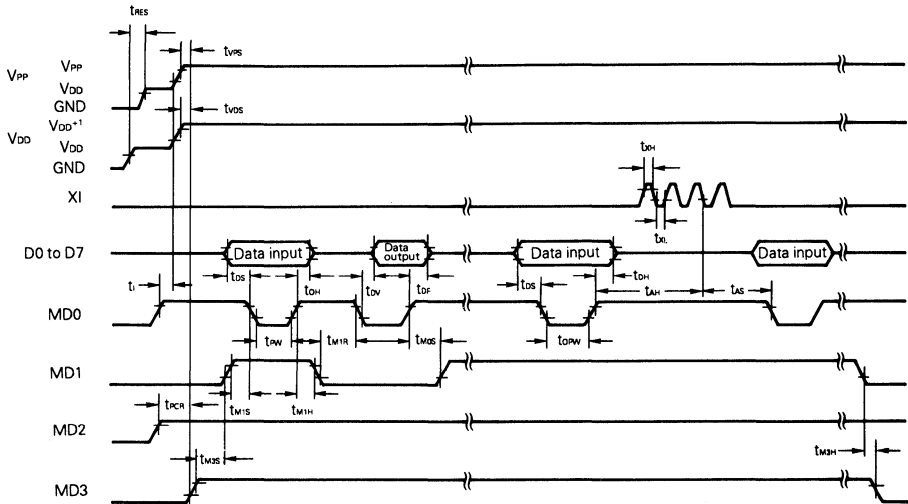 tRES
tVPS
VPP
VPP
VDD
GND
tVDS
VDD
VDD+1
VDD
GND
tXH
XI
tXL
D0 to D7
Data input
Data output
Data input
Data input
tDS
tDH
tDV
tDF
tDS
tDH
tI
tAH
tAS
MD0
tPW
tM1R
tM0S
tOPW
MD1
tPCR
tM1S
tM1H
MD2
tM3S
tM3H
MD3